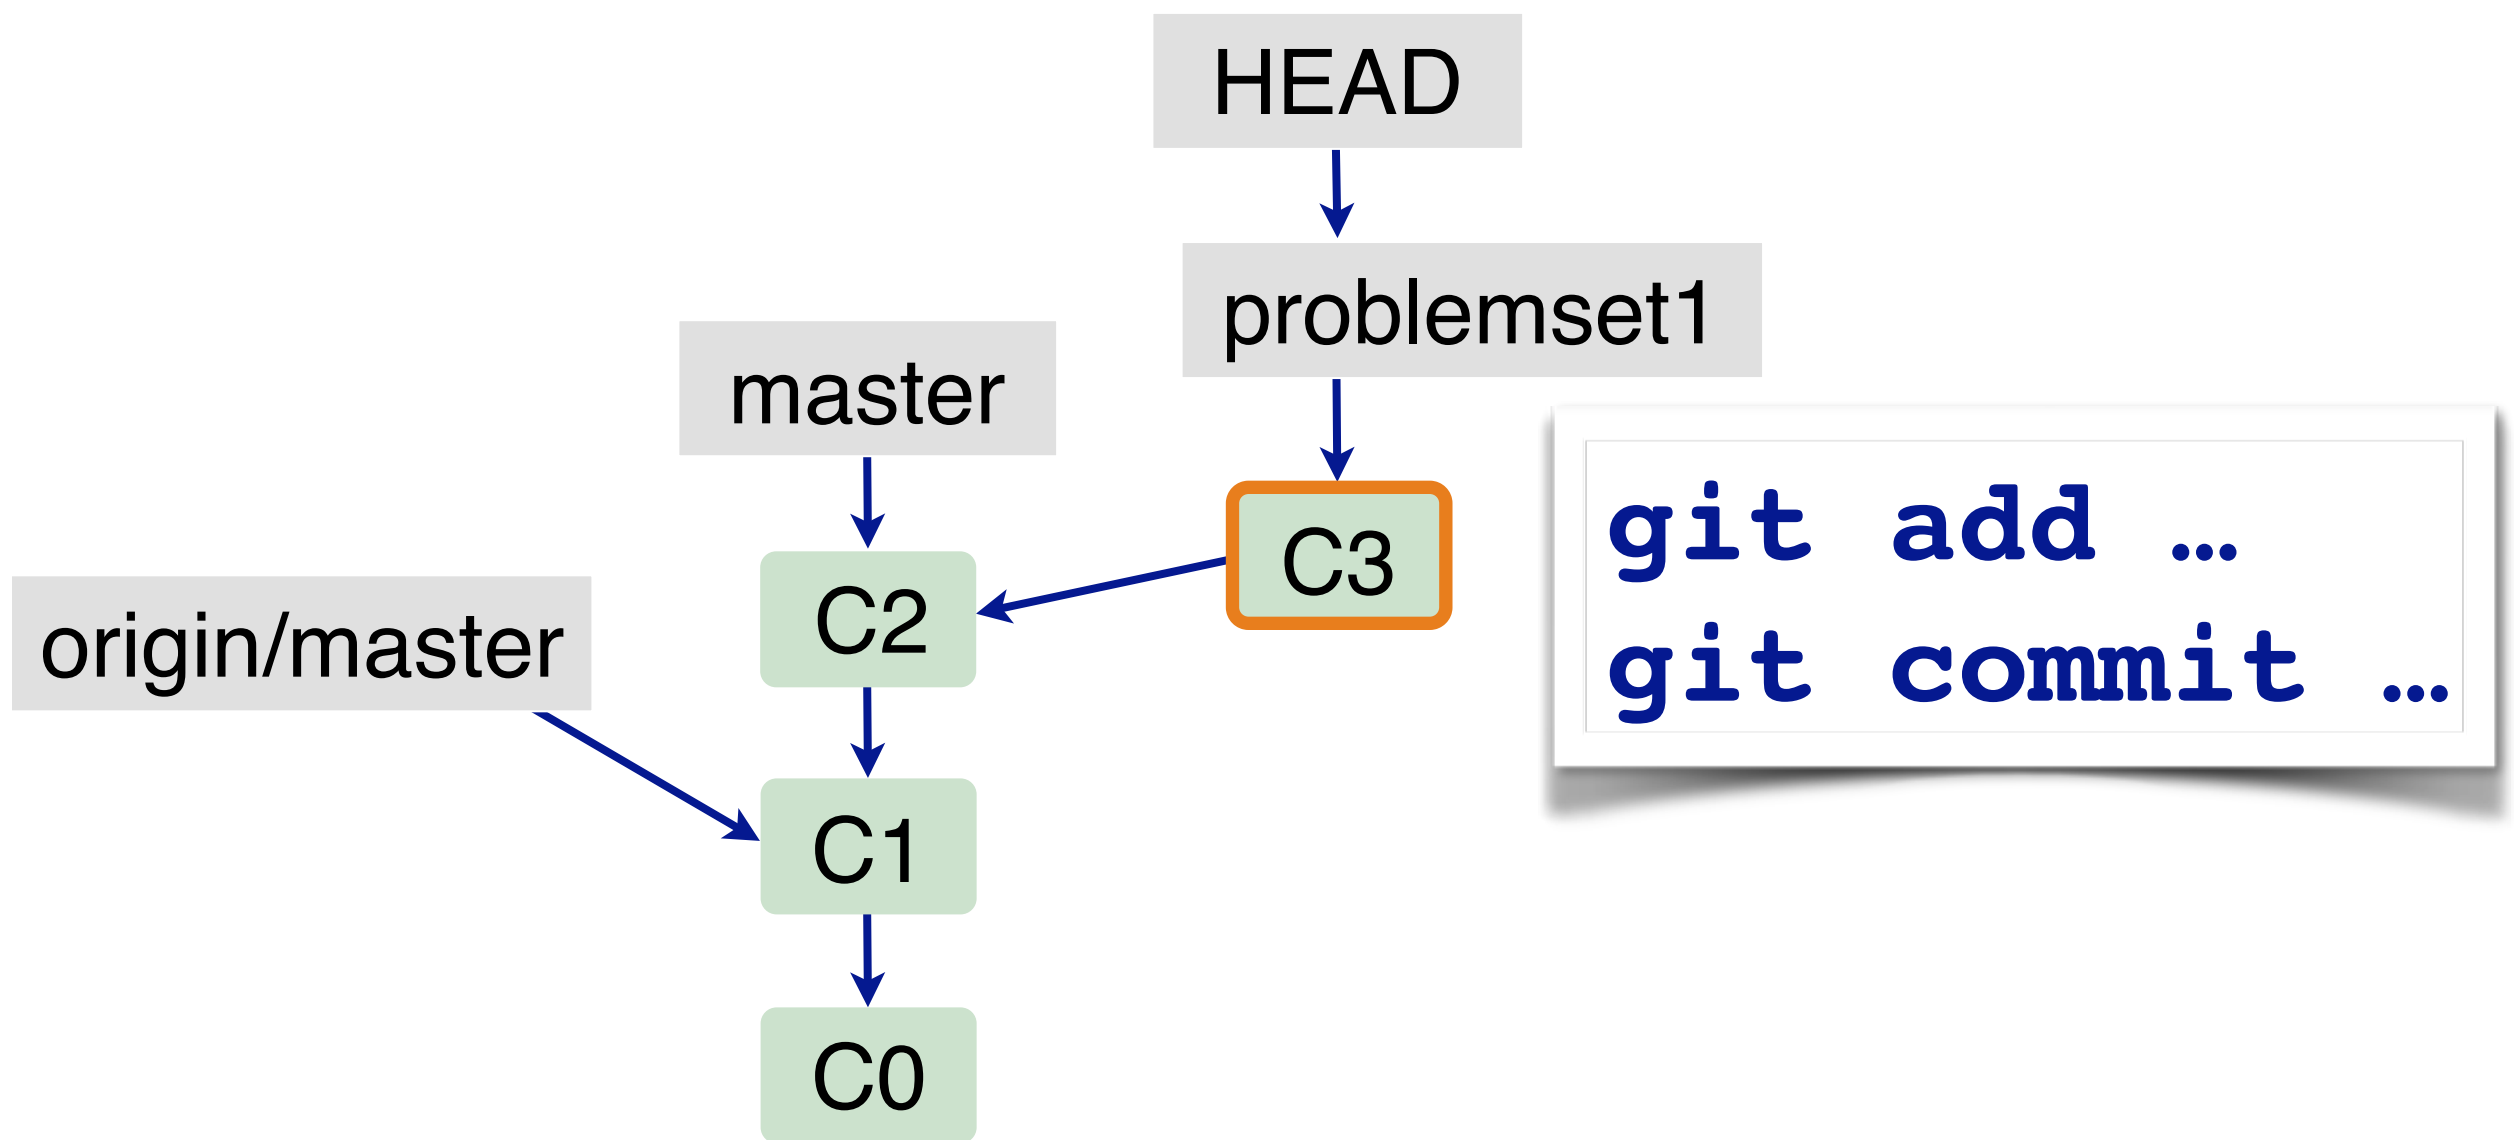 HEAD
problemset1
master
C3
C2
origin/master
C1
C0
git add …
git commit …